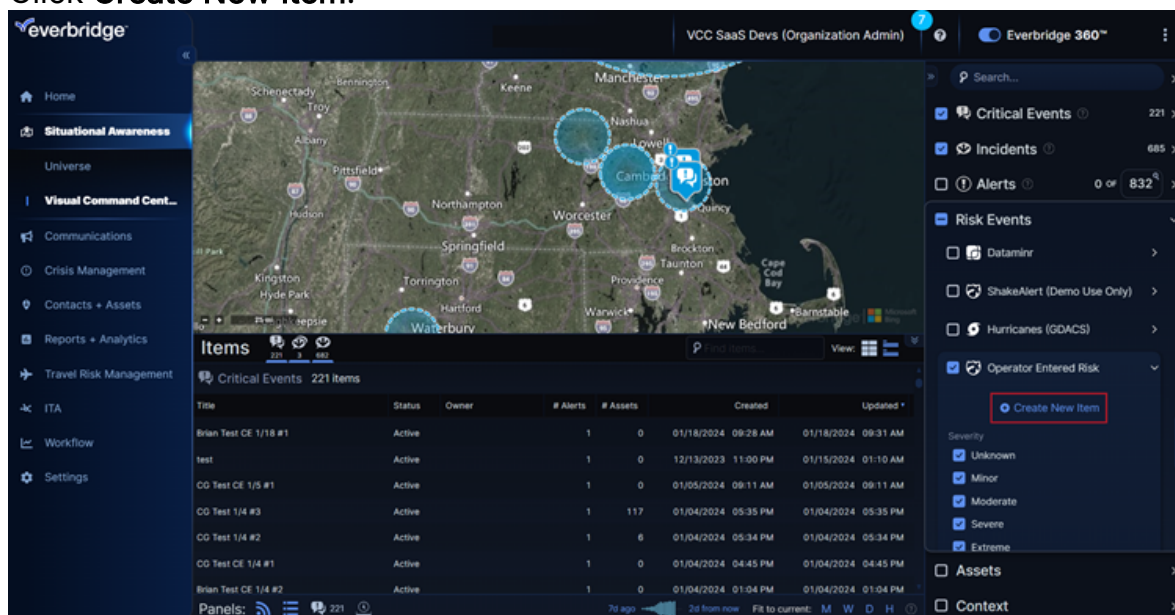 Click Create New Item.
everbridge
VCC SaaS Devs (Organization Admin)
7
Everbridge 360™
Home
Situational Awareness
Universe
Visual Command Cent...
Communications
Crisis Management
Contacts + Assets
Reports + Analytics
Travel Risk Management
ITA
Workflow
Settings
Bennington
Keene
Manchester
Schenectady
Troy
Nashua
Albany
Lowell
Pittsfield
Northampton
Worcester
Quincy
Hudson
Springfield
Brockton
Kingston
Torrington
Taunton
Cape
Cod
Bay
Hyde Park
Providence
Hartford
Warwick
Barnstable
Waterbury
New Bedford
Microsoft
Bing
Items
221 3 682
Find items...
View:
Critical Events 221 items
Title Status Owner # Alerts # Assets Created Updated
Brian Test CE 1/18 #1 Active 1 0 01/18/2024 09:28 AM 01/18/2024 09:31 AM
test Active 1 0 12/13/2023 11:00 PM 01/15/2024 01:10 AM
CG Test CE 1/5 #1 Active 1 0 01/05/2024 09:11 AM 01/05/2024 09:11 AM
CG Test 1/4 #3 Active 1 117 01/04/2024 05:35 PM 01/04/2024 05:35 PM
CG Test 1/4 #2 Active 1 6 01/04/2024 05:34 PM 01/04/2024 05:34 PM
CG Test CE 1/4 #1 Active 1 0 01/04/2024 04:45 PM 01/04/2024 04:45 PM
Brian Test CE 1/4 #2 Active 1 0 01/04/2024 01:04 PM 01/04/2024 01:04 PM
Panels: 221
7d ago 2d from now Fit to current: M W D H
Search...
Critical Events 221
Incidents 685
Alerts 0 OF 832
Risk Events
Dataminr
ShakeAlert (Demo Use Only)
Hurricanes (GDACS)
Operator Entered Risk
Create New Item
Severity
Unknown
Minor
Moderate
Severe
Extreme
Assets
Context